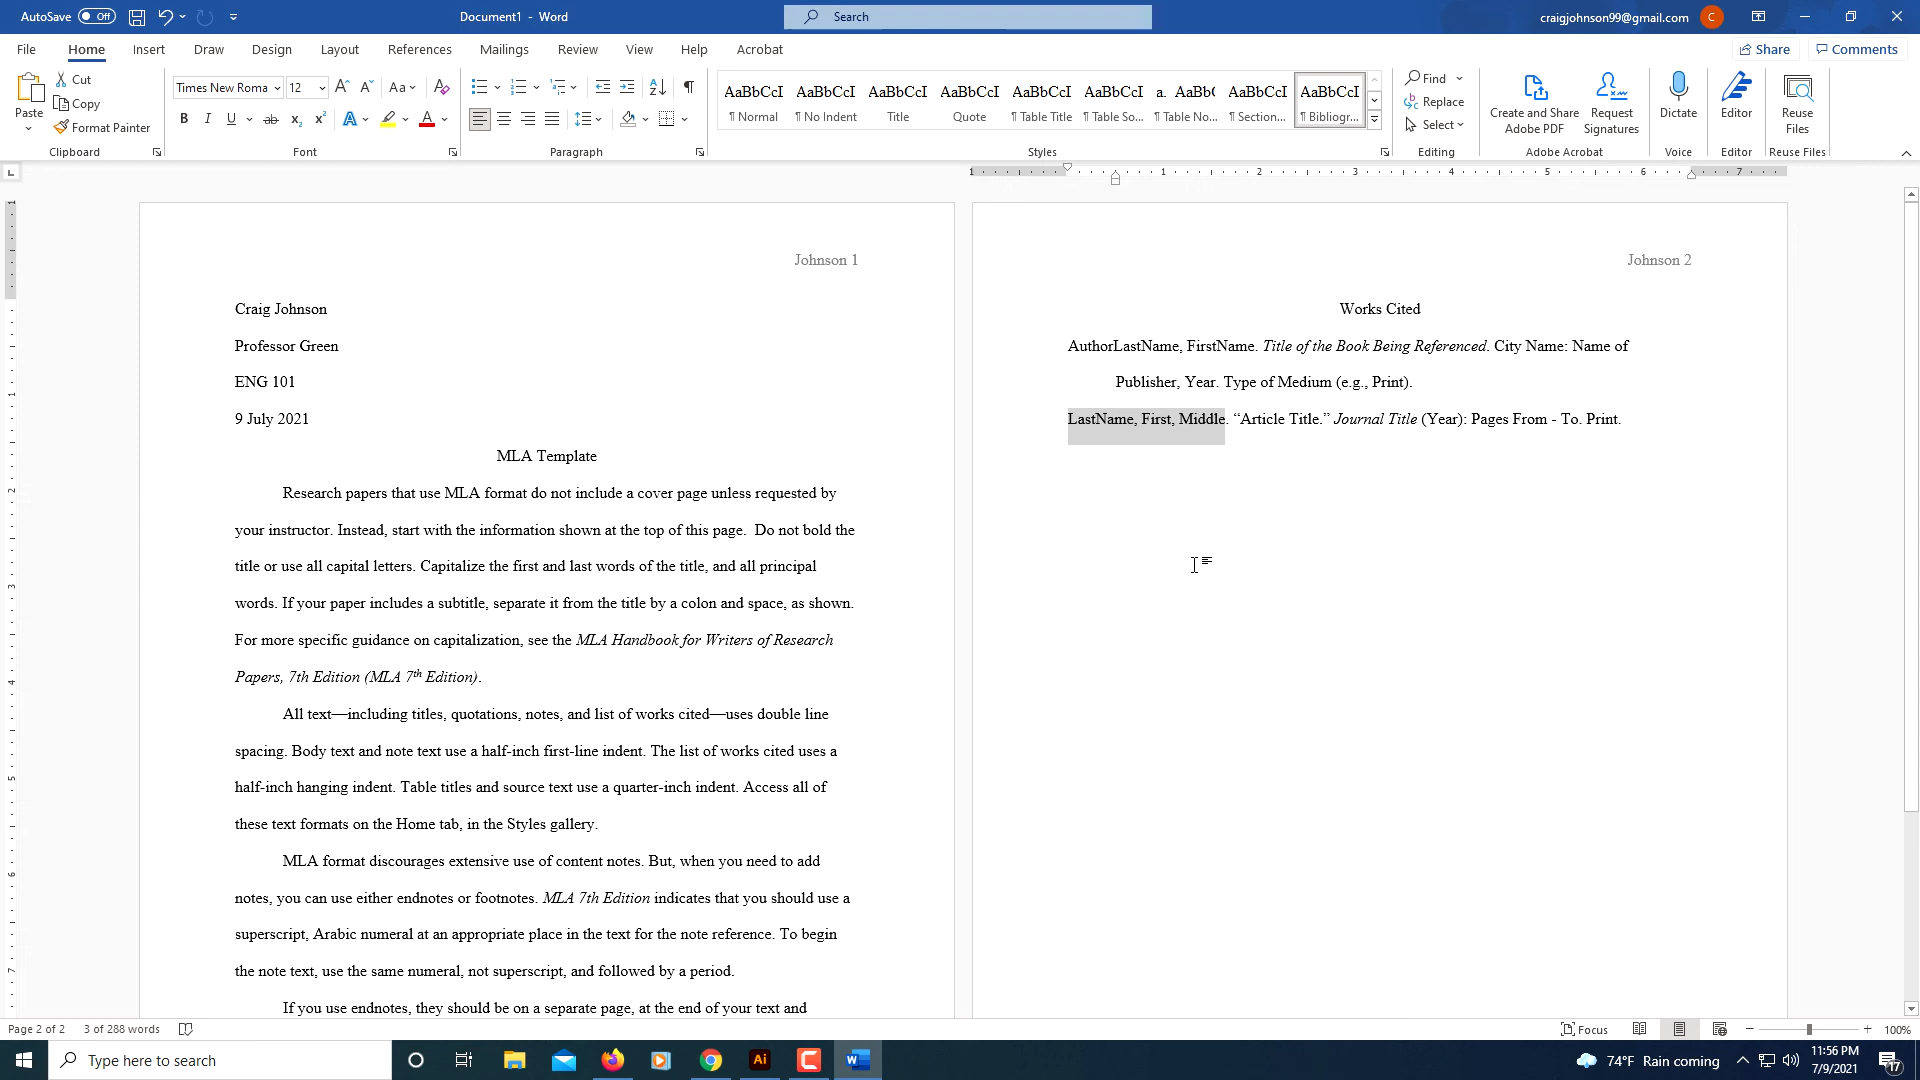 AutoSave Off
Document1 - Word
Search
craigjohnson99@gmail.com C
File Home Insert Draw Design Layout References Mailings Review View Help Acrobat
Share Comments
Paste
Cut
Copy
Format Painter
Clipboard
Times New Roma 12
Font
Paragraph
AaBbCcI AaBbCcI AaBbCcI AaBbCcI AaBbCcI AaBbCcI a. AaBb( AaBbCcI AaBbCcI
¶ Normal ¶ No Indent Title Quote ¶ Table Title ¶ Table So... ¶ Table No... ¶ Section... ¶ Bibliogr...
Styles
Find
Replace
Select
Editing
Create and Share
Adobe PDF
Request
Signatures
Adobe Acrobat
Dictate
Voice
Editor
Editor
Reuse
Files
Reuse Files
1 1 2 3 4 5 6 7
Johnson 1
Craig Johnson
Professor Green
ENG 101
9 July 2021
MLA Template
Research papers that use MLA format do not include a cover page unless requested by
your instructor. Instead, start with the information shown at the top of this page.  Do not bold the
title or use all capital letters. Capitalize the first and last words of the title, and all principal
words. If your paper includes a subtitle, separate it from the title by a colon and space, as shown.
For more specific guidance on capitalization, see the MLA Handbook for Writers of Research
Papers, 7th Edition (MLA 7th Edition).
All text—including titles, quotations, notes, and list of works cited—uses double line
spacing. Body text and note text use a half-inch first-line indent. The list of works cited uses a
half-inch hanging indent. Table titles and source text use a quarter-inch indent. Access all of
these text formats on the Home tab, in the Styles gallery.
MLA format discourages extensive use of content notes. But, when you need to add
notes, you can use either endnotes or footnotes. MLA 7th Edition indicates that you should use a
superscript, Arabic numeral at an appropriate place in the text for the note reference. To begin
the note text, use the same numeral, not superscript, and followed by a period.
If you use endnotes, they should be on a separate page, at the end of your text and
Johnson 2
Works Cited
AuthorLastName, FirstName. Title of the Book Being Referenced. City Name: Name of
Publisher, Year. Type of Medium (e.g., Print).
LastName, First, Middle. “Article Title.” Journal Title (Year): Pages From - To. Print.
Page 2 of 2 3 of 288 words
Focus
100%
Type here to search
Ai
74°F Rain coming
11:56 PM
7/9/2021
17